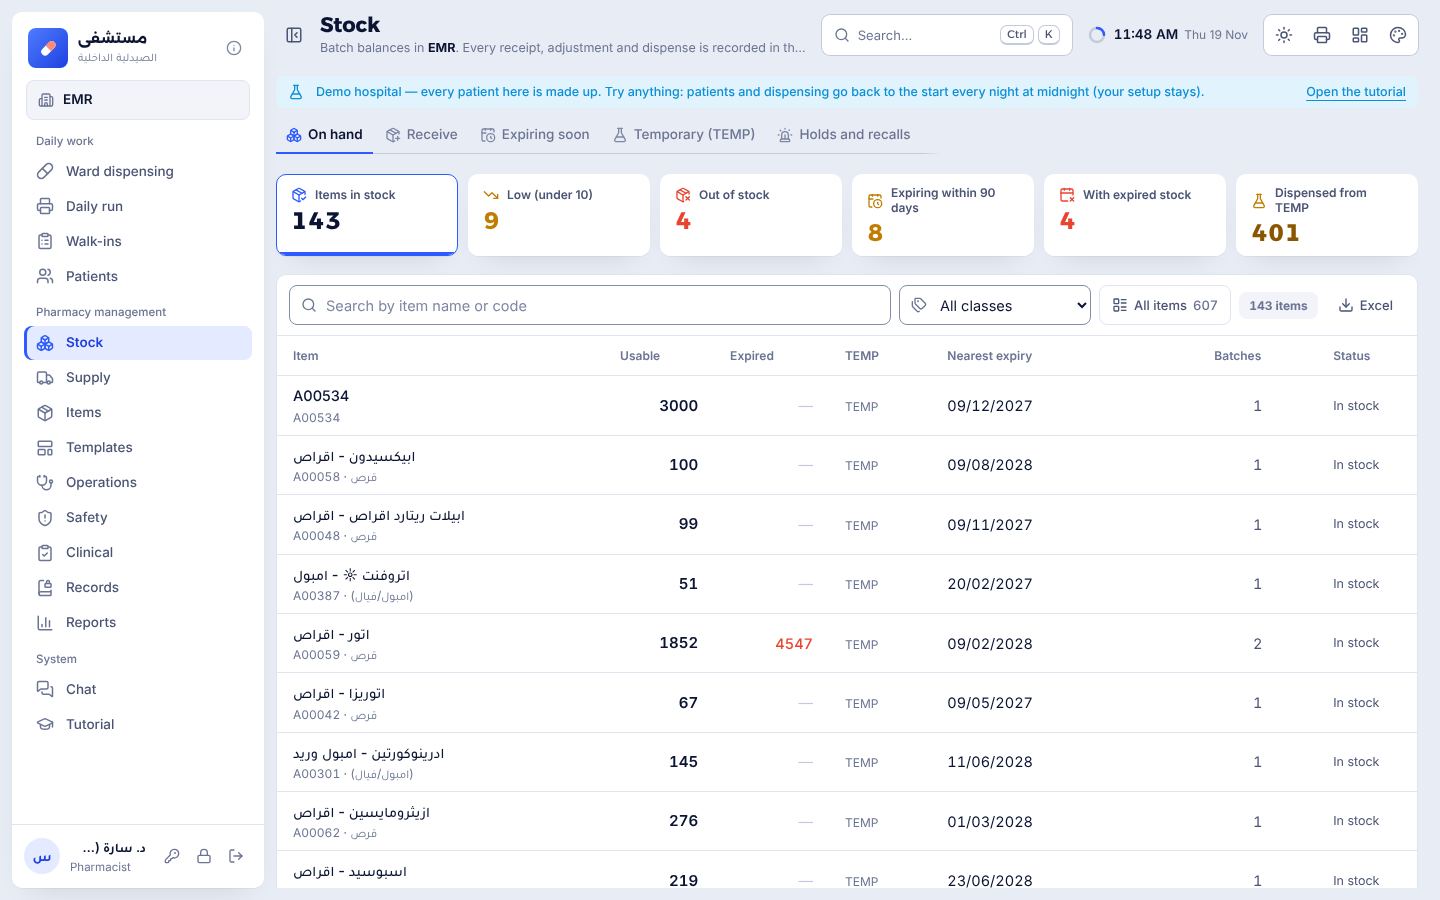 مستشفى
الصيدلية الداخلية
EMR
Daily work
Ward dispensing
Daily run
Walk-ins
Patients
Pharmacy management
Stock
Supply
Items
Templates
Operations
Safety
Clinical
Records
Reports
System
Chat
Tutorial
س
د. سارة (...
Pharmacist
Stock
Batch balances in EMR. Every receipt, adjustment and dispense is recorded in th...
Search... Ctrl K
11:48 AM Thu 19 Nov
Demo hospital — every patient here is made up. Try anything: patients and dispensing go back to the start every night at midnight (your setup stays). Open the tutorial
On hand Receive Expiring soon Temporary (TEMP) Holds and recalls
Items in stock
143
Low (under 10)
9
Out of stock
4
Expiring within 90
days
8
With expired stock
4
Dispensed from
TEMP
401
Search by item name or code All classes All items 607 143 items Excel
Item Usable Expired TEMP Nearest expiry Batches Status
A00534
A00534
3000 — TEMP 09/12/2027 1 In stock
ابيكسيدون - اقراص
A00058 · قرص
100 — TEMP 09/08/2028 1 In stock
ابيلات ريتارد اقراص - اقراص
A00048 · قرص
99 — TEMP 09/11/2027 1 In stock
اتروفنت ☼ - امبول
A00387 · (امبول/فيال)
51 — TEMP 20/02/2027 1 In stock
اتور - اقراص
A00059 · قرص
1852 4547 TEMP 09/02/2028 2 In stock
اتوريزا - اقراص
A00042 · قرص
67 — TEMP 09/05/2027 1 In stock
ادرينوكورتين - امبول وريد
A00301 · (امبول/فيال)
145 — TEMP 11/06/2028 1 In stock
ازيثرومايسين - اقراص
A00062 · قرص
276 — TEMP 01/03/2028 1 In stock
اسبوسيد - اقراص
219 — TEMP 23/06/2028 1 In stock